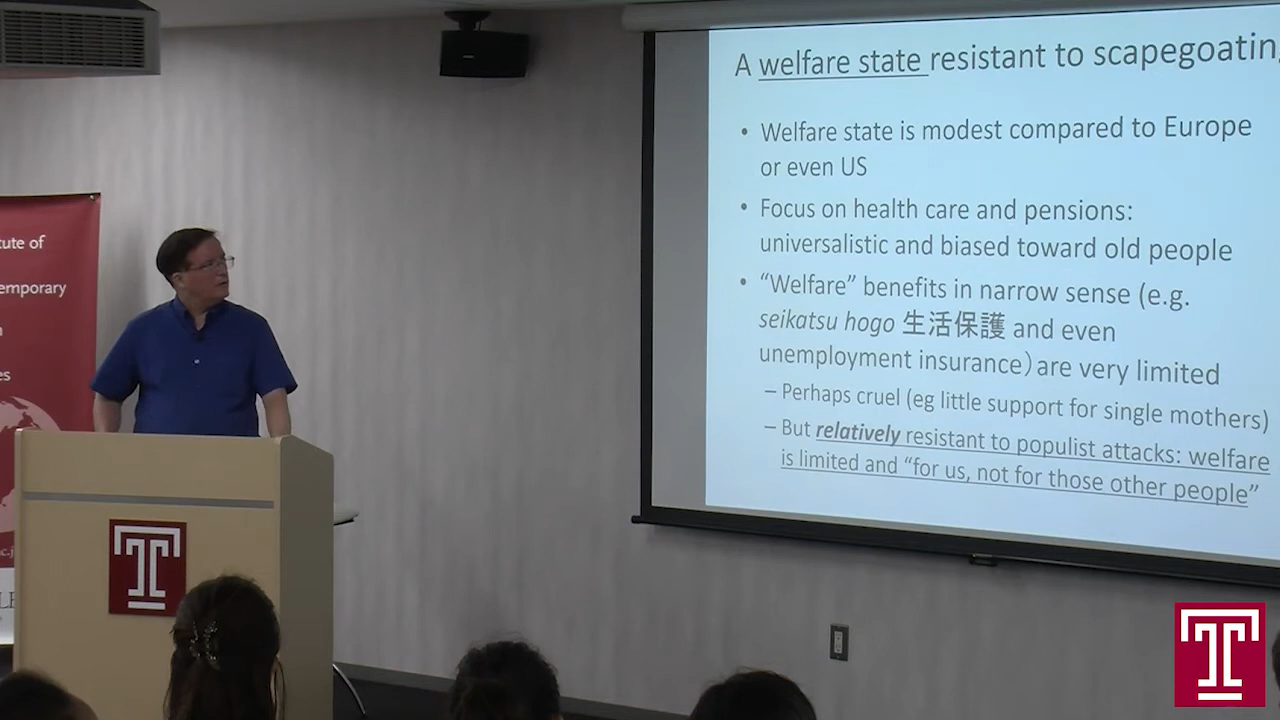 A welfare state resistant to scapegoatin
• Welfare state is modest compared to Europe
or even US
• Focus on health care and pensions:
universalistic and biased toward old people
• “Welfare” benefits in narrow sense (e.g.
seikatsu hogo 生活保護 and even
unemployment insurance) are very limited
– Perhaps cruel (eg little support for single mothers)
– But relatively resistant to populist attacks: welfare
is limited and “for us, not for those other people”
tute of
emporary
n
es
c.j
LE
T
T